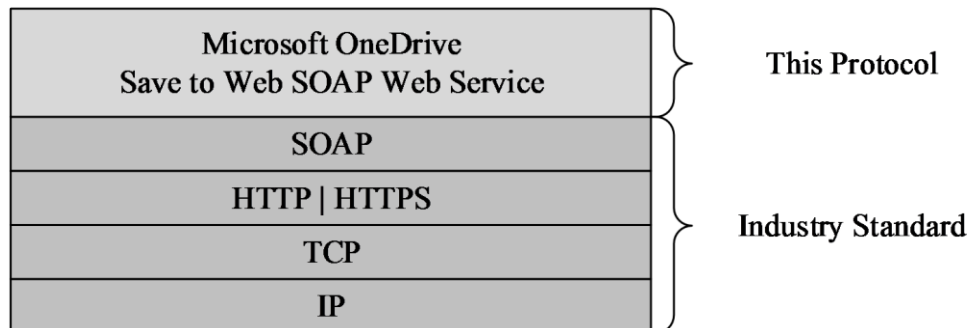 Microsoft OneDrive
Save to Web SOAP Web Service
This Protocol
SOAP
HTTP | HTTPS
TCP
IP
Industry Standard